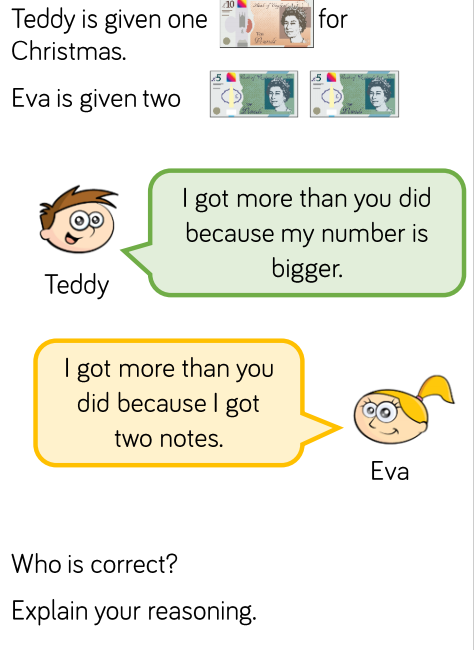 Teddy is given one £10 for
Christmas.
Eva is given two £5 £5
I got more than you did
because my number is
bigger.
Teddy
I got more than you
did because I got
two notes.
Eva
Who is correct?
Explain your reasoning.